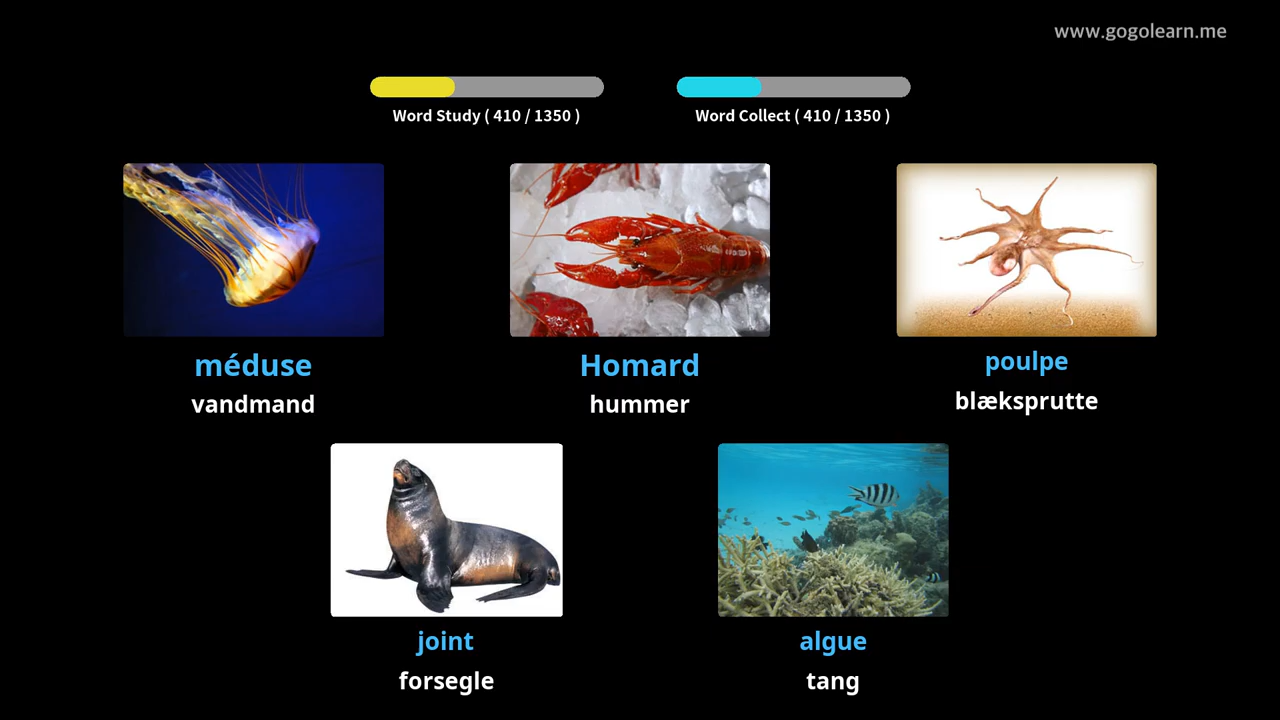 www.gogolearn.me
Word Study ( 410 / 1350 )
Word Collect ( 410 / 1350 )
méduse
vandmand
Homard
hummer
poulpe
blæksprutte
joint
forsegle
algue
tang